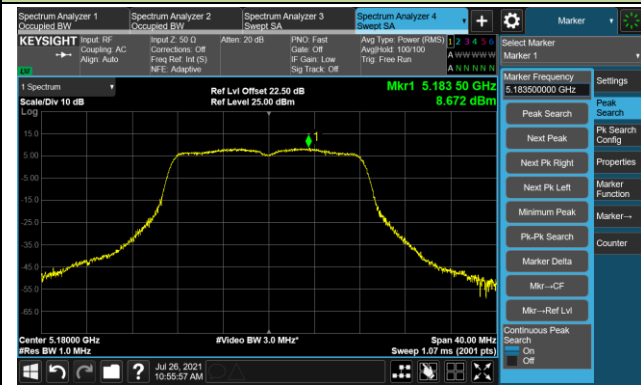 Spectrum Analyzer 1
Occupied BW
Spectrum Analyzer 2
Occupied BW
Spectrum Analyzer 3
Swept SA
Spectrum Analyzer 4
Swept SA
Marker
KEYSIGHT
Input: RF
Coupling: AC
Align: Auto
Input Z: 50 Ω
Corrections: Off
Freq Ref: Int (S)
NFE: Adaptive
Atten: 20 dB
PNO: Fast
Gate: Off
IF Gain: Low
Sig Track: Off
Avg Type: Power (RMS)
Avg|Hold: 100/100
Trig: Free Run
1 2 3 4 5 6
A W W W W W
A N N N N N
Select Marker
Marker 1
1 Spectrum
Scale/Div 10 dB
Log
Ref Lvl Offset 22.50 dB
Ref Level 25.00 dBm
Mkr1 5.183 50 GHz
8.672 dBm
15.0
5.00
-5.00
-15.0
-25.0
-35.0
-45.0
-55.0
-65.0
1
Center 5.18000 GHz
#Res BW 1.0 MHz
#Video BW 3.0 MHz*
Span 40.00 MHz
Sweep 1.07 ms (2001 pts)
Marker Frequency
5.183500000 GHz
Peak Search
Next Peak
Next Pk Right
Next Pk Left
Minimum Peak
Pk-Pk Search
Marker Delta
Mkr→CF
Mkr→Ref Lvl
Continuous Peak
Search
On
Off
Settings
Peak
Search
Pk Search
Config
Properties
Marker
Function
Marker→
Counter
Jul 26, 2021
10:55:57 AM